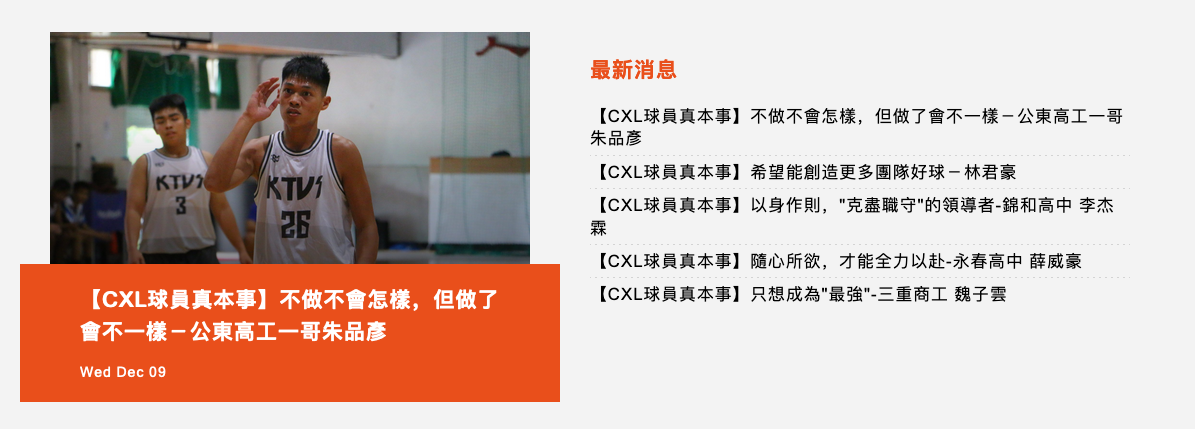 KTVS
3
KTVS
26
【CXL球員真本事】不做不會怎樣，但做了
會不一樣－公東高工一哥朱品彥
Wed Dec 09
最新消息
【CXL球員真本事】不做不會怎樣，但做了會不一樣－公東高工一哥
朱品彥
【CXL球員真本事】希望能創造更多團隊好球－林君豪
【CXL球員真本事】以身作則，"克盡職守"的領導者-錦和高中 李杰
霖
【CXL球員真本事】隨心所欲，才能全力以赴-永春高中 薛威豪
【CXL球員真本事】只想成為"最強"-三重商工 魏子雲